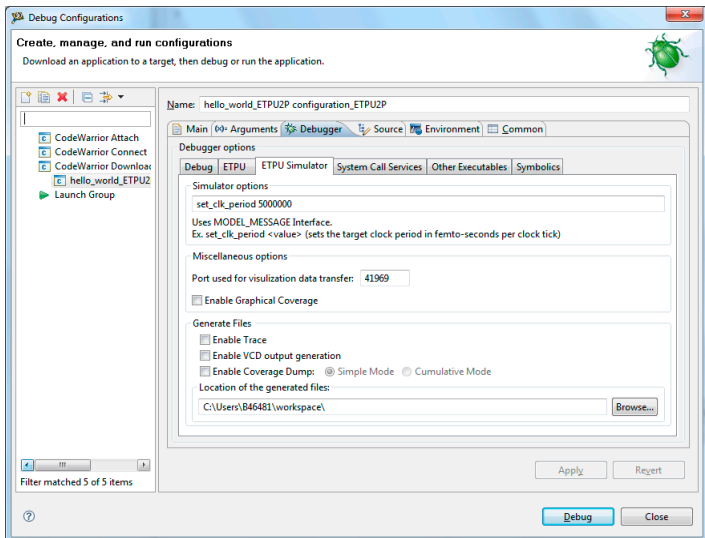 Debug Configurations
Create, manage, and run configurations
Download an application to a target, then debug or run the application.
CodeWarrior Attach
CodeWarrior Connect
CodeWarrior Downloac
hello_world_ETPU2
Launch Group
Filter matched 5 of 5 items
Name: hello_world_ETPU2P configuration_ETPU2P
Main (x)= Arguments Debugger Source Environment Common
Debugger options
Debug ETPU ETPU Simulator System Call Services Other Executables Symbolics
Simulator options
set_clk_period 5000000
Uses MODEL_MESSAGE Interface.
Ex. set_clk_period <value> (sets the target clock period in femto-seconds per clock tick)
Miscellaneous options
Port used for visulization data transfer: 41969
Enable Graphical Coverage
Generate Files
Enable Trace
Enable VCD output generation
Enable Coverage Dump: Simple Mode Cumulative Mode
Location of the generated files:
C:\Users\B46481\workspace\ Browse...
Apply Revert
Debug Close